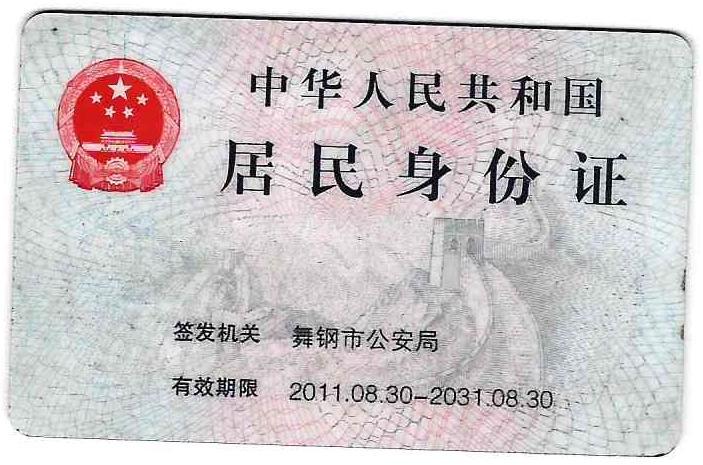 中华人民共和国
居民身份证
签发机关 舞钢市公安局
有效期限 2011.08.30-2031.08.30